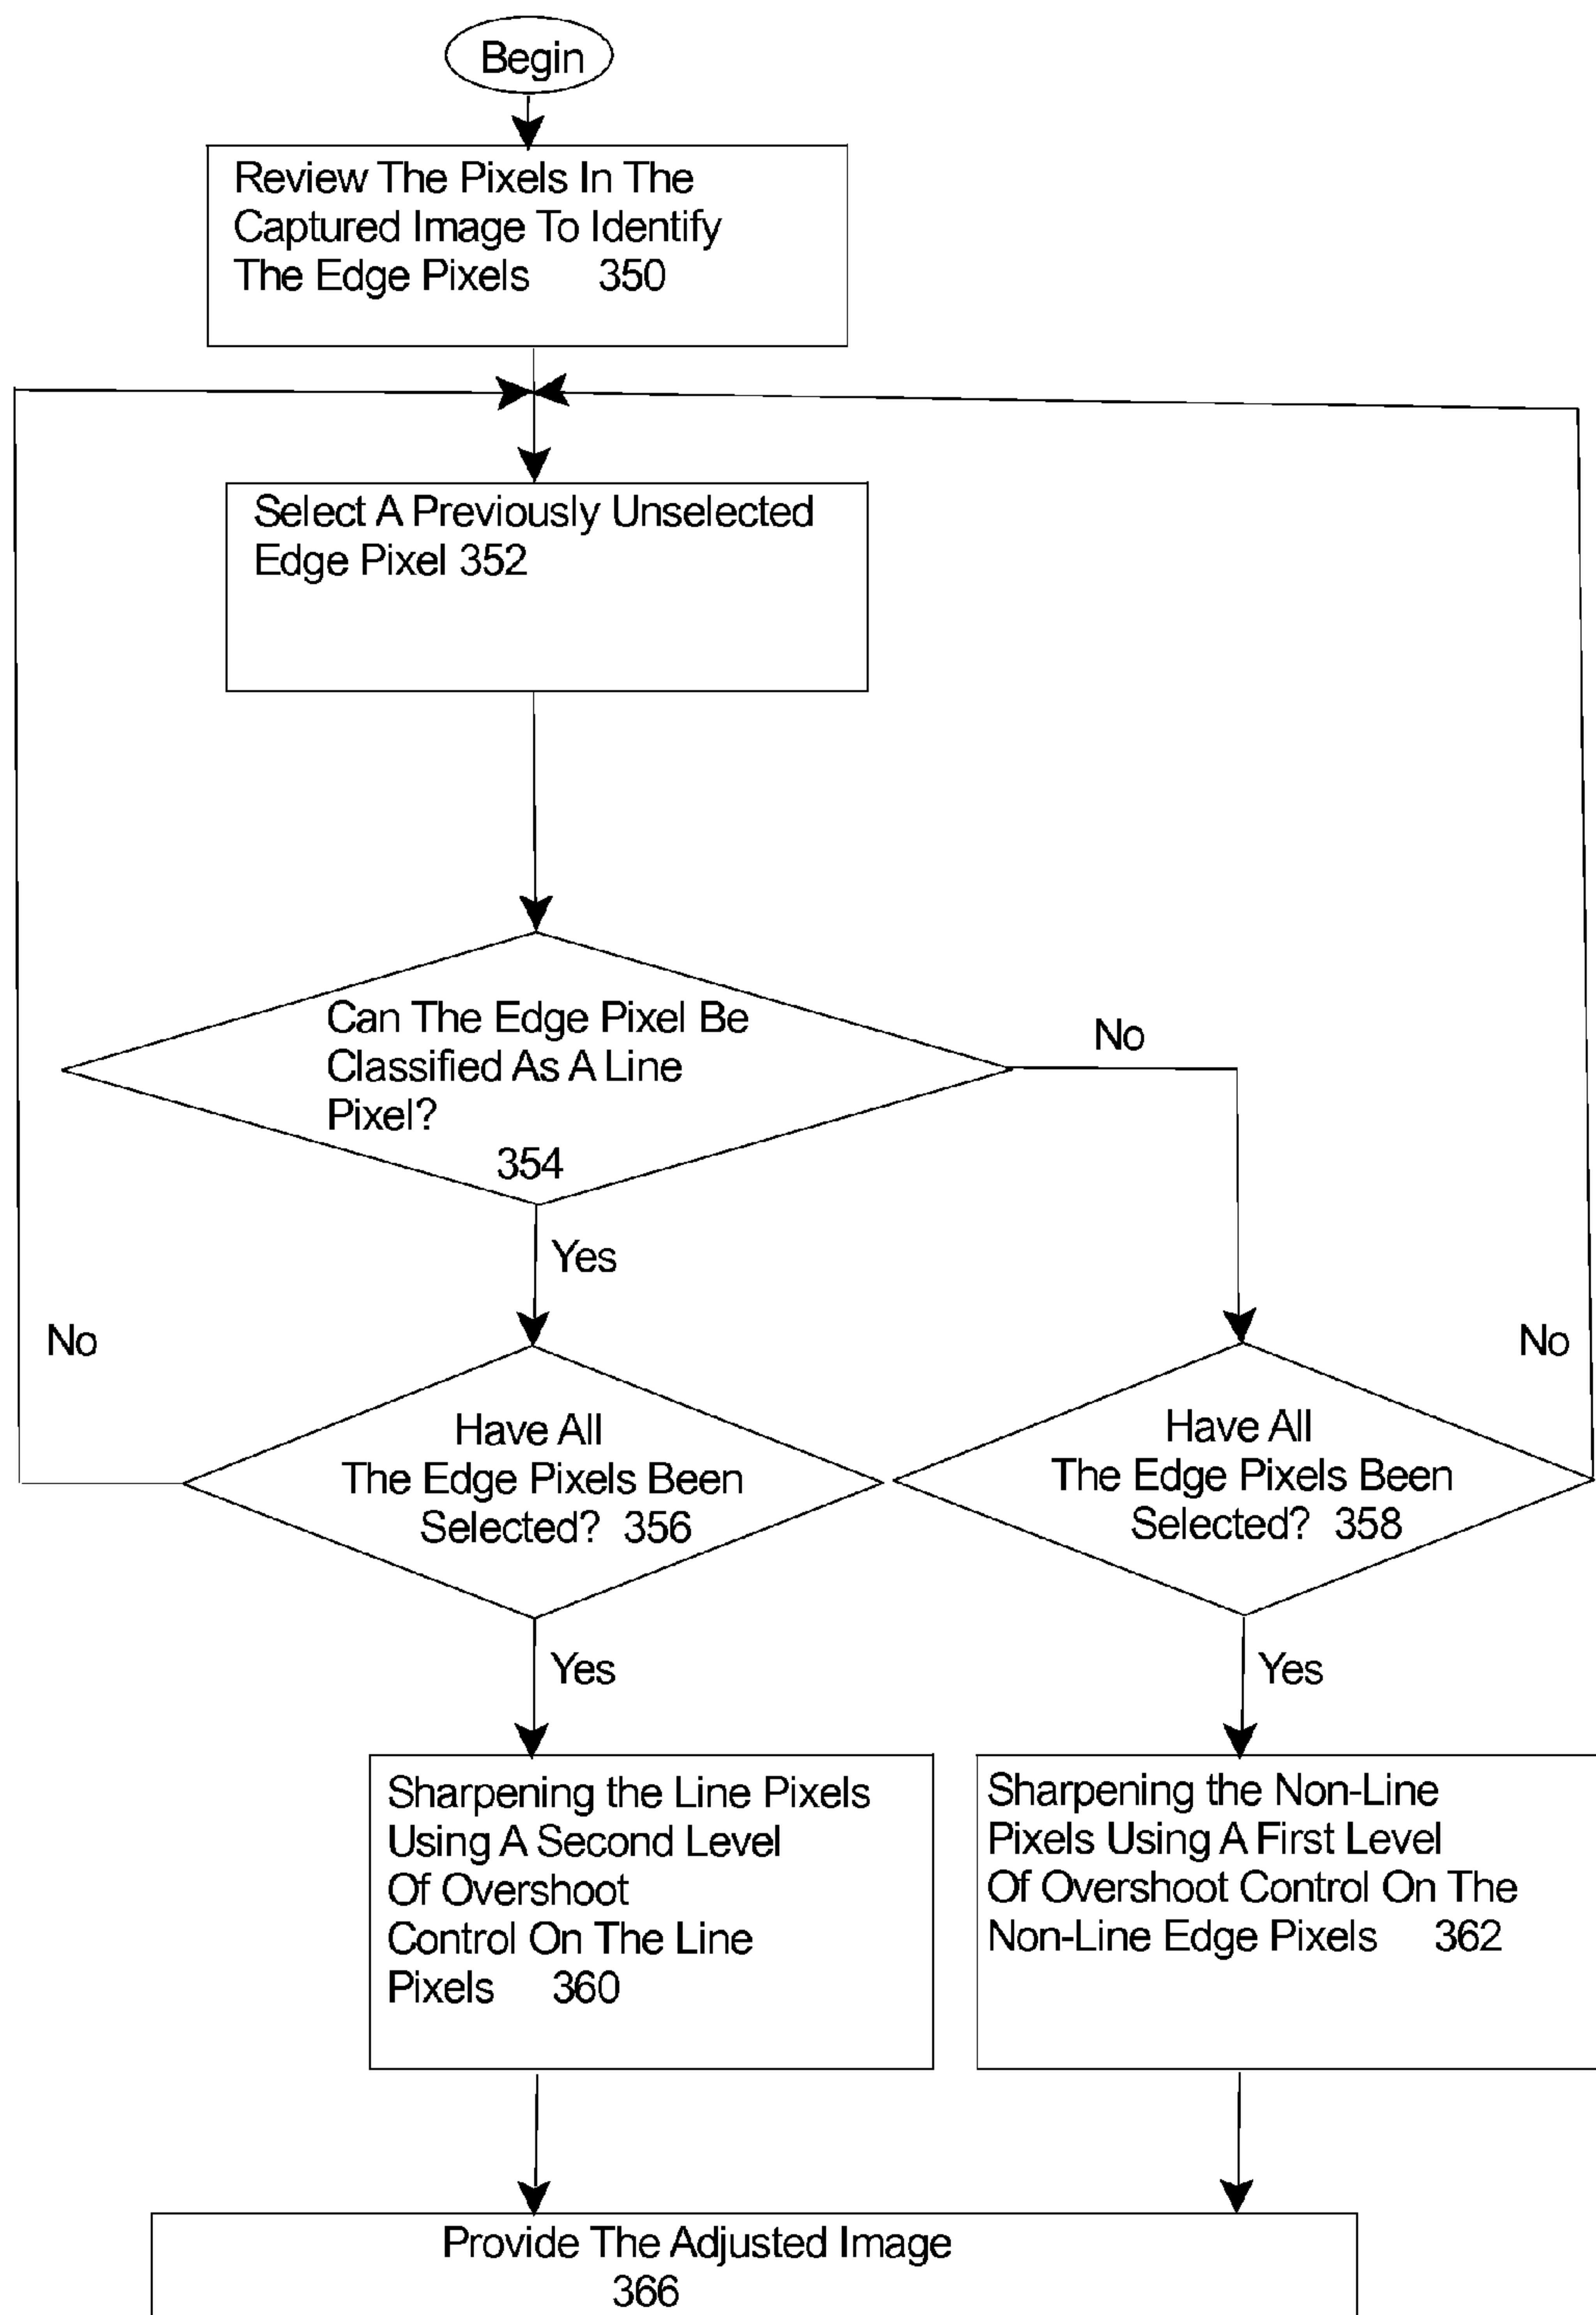 Begin
Review The Pixels In The
Captured Image To Identify
The Edge Pixels 350
Select A Previously Unselected
Edge Pixel 352
Can The Edge Pixel Be
Classified As A Line
Pixel?
354
No
Yes
No
No
Have All
The Edge Pixels Been
Selected? 356
Have All
The Edge Pixels Been
Selected? 358
Yes
Yes
Sharpening the Line Pixels
Using A Second Level
Of Overshoot
Control On The Line
Pixels 360
Sharpening the Non-Line
Pixels Using A First Level
Of Overshoot Control On The
Non-Line Edge Pixels 362
Provide The Adjusted Image
366